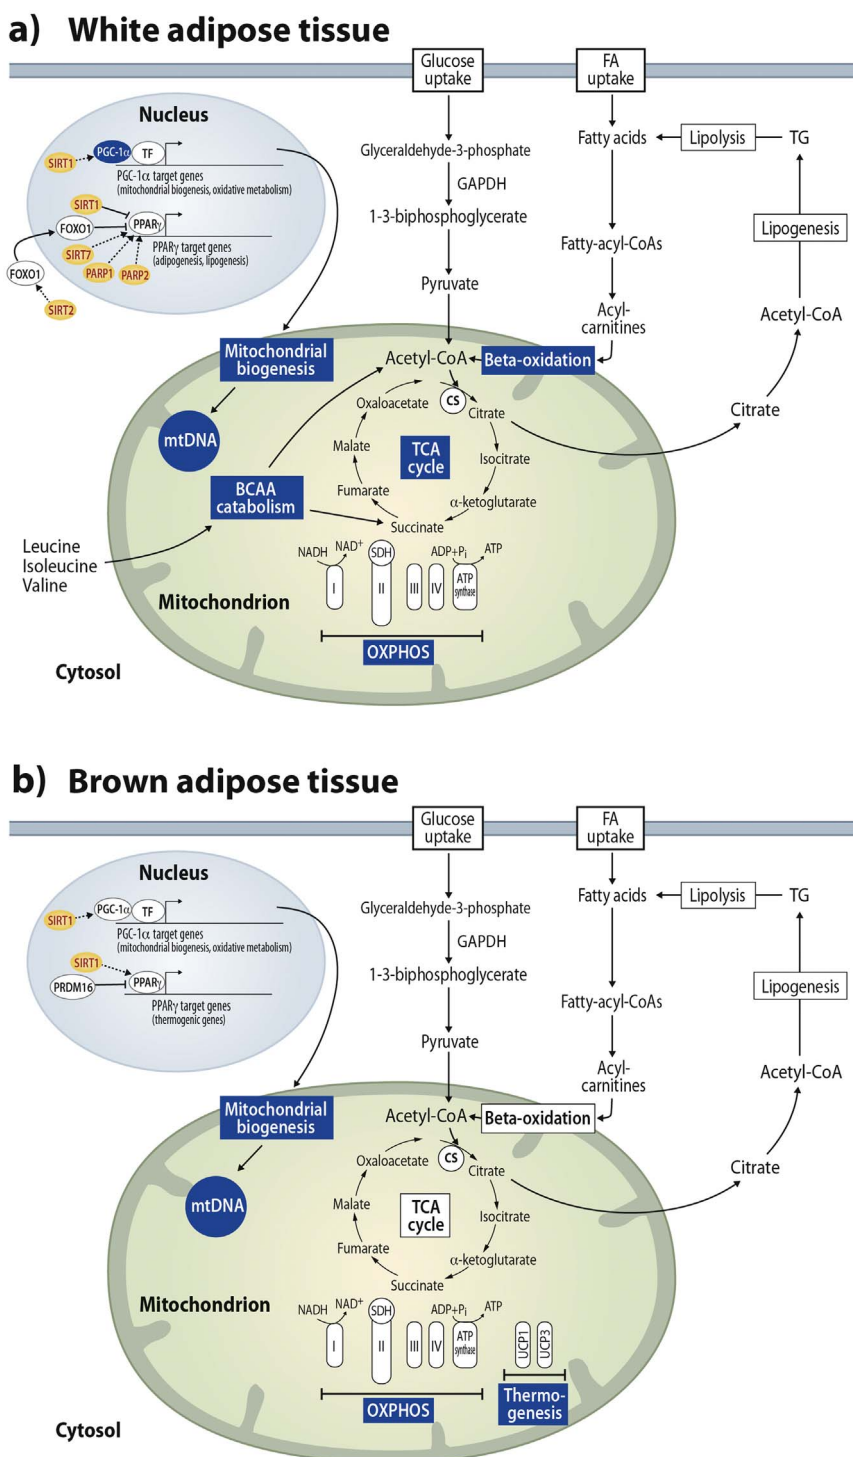 a) White adipose tissue
Glucose
uptake
FA
uptake
Nucleus
SIRT1
PGC-1α
TF
PGC-1α target genes
(mitochondrial biogenesis, oxidative metabolism)
SIRT1
FOXO1
PPARγ
SIRT7
PPARγ target genes
(adipogenesis, lipogenesis)
PARP1
PARP2
FOXO1
SIRT2
Glyceraldehyde-3-phosphate
GAPDH
1-3-biphosphoglycerate
Pyruvate
Fatty acids
Lipolysis
TG
Lipogenesis
Fatty-acyl-CoAs
Acyl-
carnitines
Acetyl-CoA
Citrate
Mitochondrial
biogenesis
Acetyl-CoA
Beta-oxidation
mtDNA
CS
Oxaloacetate
Citrate
Malate
TCA
cycle
Isocitrate
BCAA
catabolism
Fumarate
α-ketoglutarate
Succinate
Leucine
Isoleucine
Valine
NADH
NAD+
SDH
ADP+Pi
ATP
I
II
III
IV
ATP
synthase
Mitochondrion
OXPHOS
Cytosol
b) Brown adipose tissue
Glucose
uptake
FA
uptake
Nucleus
SIRT1
PGC-1α
TF
PGC-1α target genes
(mitochondrial biogenesis, oxidative metabolism)
SIRT1
PRDM16
PPARγ
PPARγ target genes
(thermogenic genes)
Glyceraldehyde-3-phosphate
GAPDH
1-3-biphosphoglycerate
Pyruvate
Fatty acids
Lipolysis
TG
Lipogenesis
Fatty-acyl-CoAs
Acyl-
carnitines
Acetyl-CoA
Citrate
Mitochondrial
biogenesis
Acetyl-CoA
Beta-oxidation
mtDNA
CS
Oxaloacetate
Citrate
Malate
TCA
cycle
Isocitrate
Fumarate
α-ketoglutarate
Succinate
Mitochondrion
NADH
NAD+
SDH
ADP+Pi
ATP
I
II
III
IV
ATP
synthase
UCP1
UCP3
OXPHOS
Thermo-
genesis
Cytosol